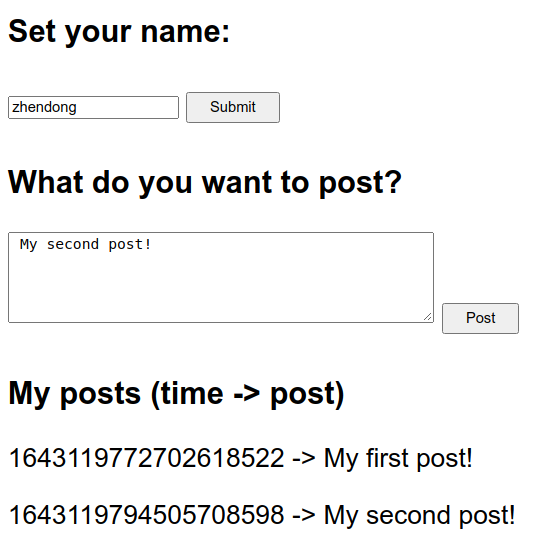 Set your name:
zhendong Submit
What do you want to post?
My second post!
Post
My posts (time -> post)
1643119772702618522 -> My first post!
1643119794505708598 -> My second post!